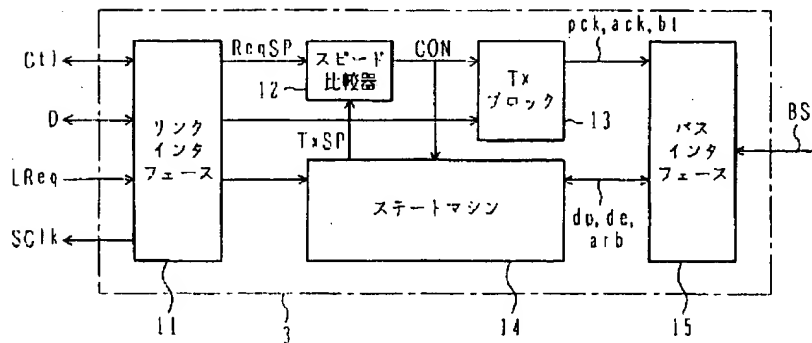 Ctl
D
LReq
SClk
リンク
インタ
フェース
11
ReqSP
12
スピード
比較器
TxSP
CON
Tx
ブロック
13
pck, ack, bt
ステートマシン
14
do, de,
arb
バス
インタ
フェース
15
BS
3